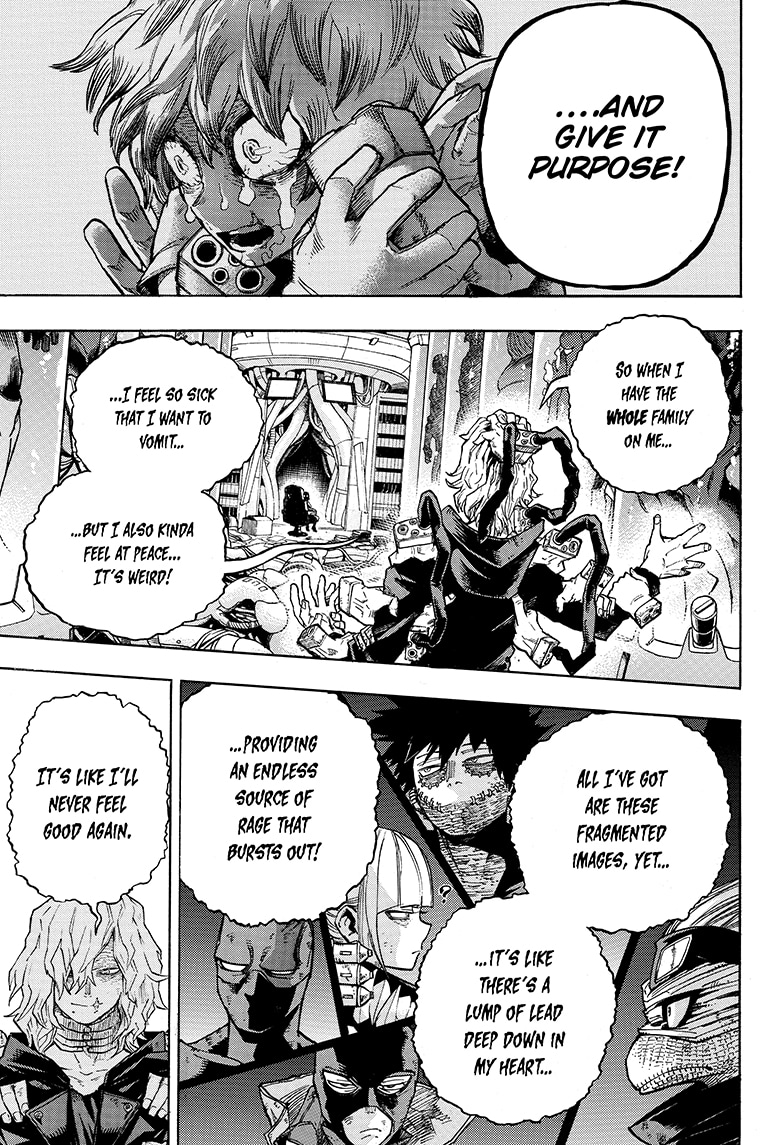 ....AND
GIVE IT
PURPOSE!
SO WHEN I
HAVE THE
WHOLE FAMILY
ON ME...
...I FEEL SO SICK
THAT I WANT TO
VOMIT...
...BUT I ALSO KINDA
FEEL AT PEACE...
IT'S WEIRD!
ALL I'VE GOT
ARE THESE
FRAGMENTED
IMAGES, YET...
...IT'S LIKE
THERE'S A
LUMP OF LEAD
DEEP DOWN IN
MY HEART...
...PROVIDING
AN ENDLESS
SOURCE OF
RAGE THAT
BURSTS OUT!
?
IT'S LIKE I'LL
NEVER FEEL
GOOD AGAIN.